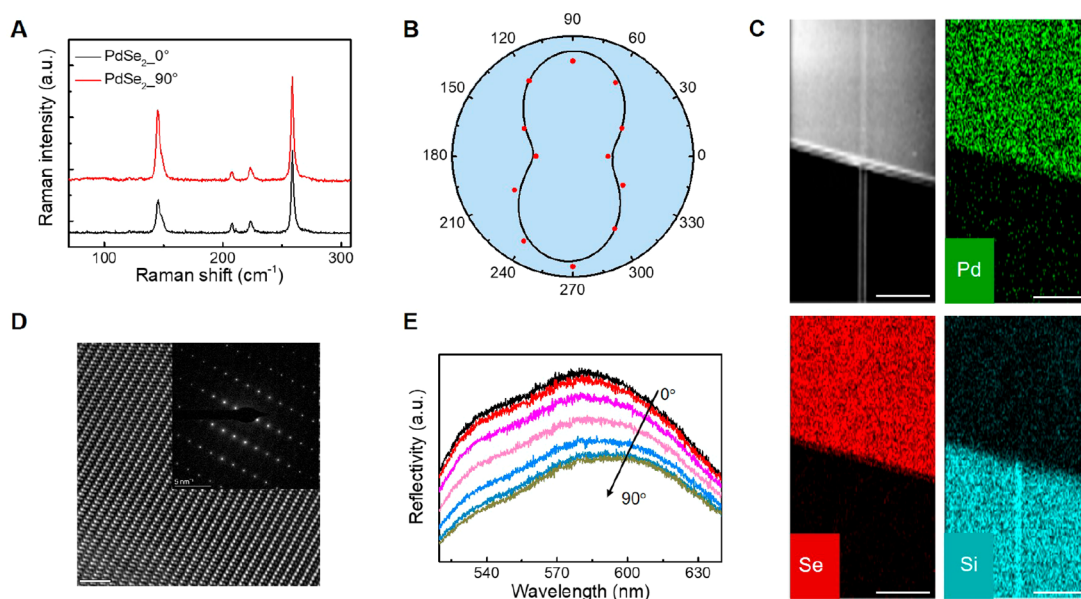 A
PdSe₂_0°
PdSe₂_90°
Raman intensity (a.u.)
100
200
300
Raman shift (cm⁻¹)
B
90
60
30
0
330
300
270
240
210
180
150
120
C
Pd
Se
Si
D
5 nm⁻¹
E
0°
90°
Reflectivity (a.u.)
540
570
600
630
Wavelength (nm)